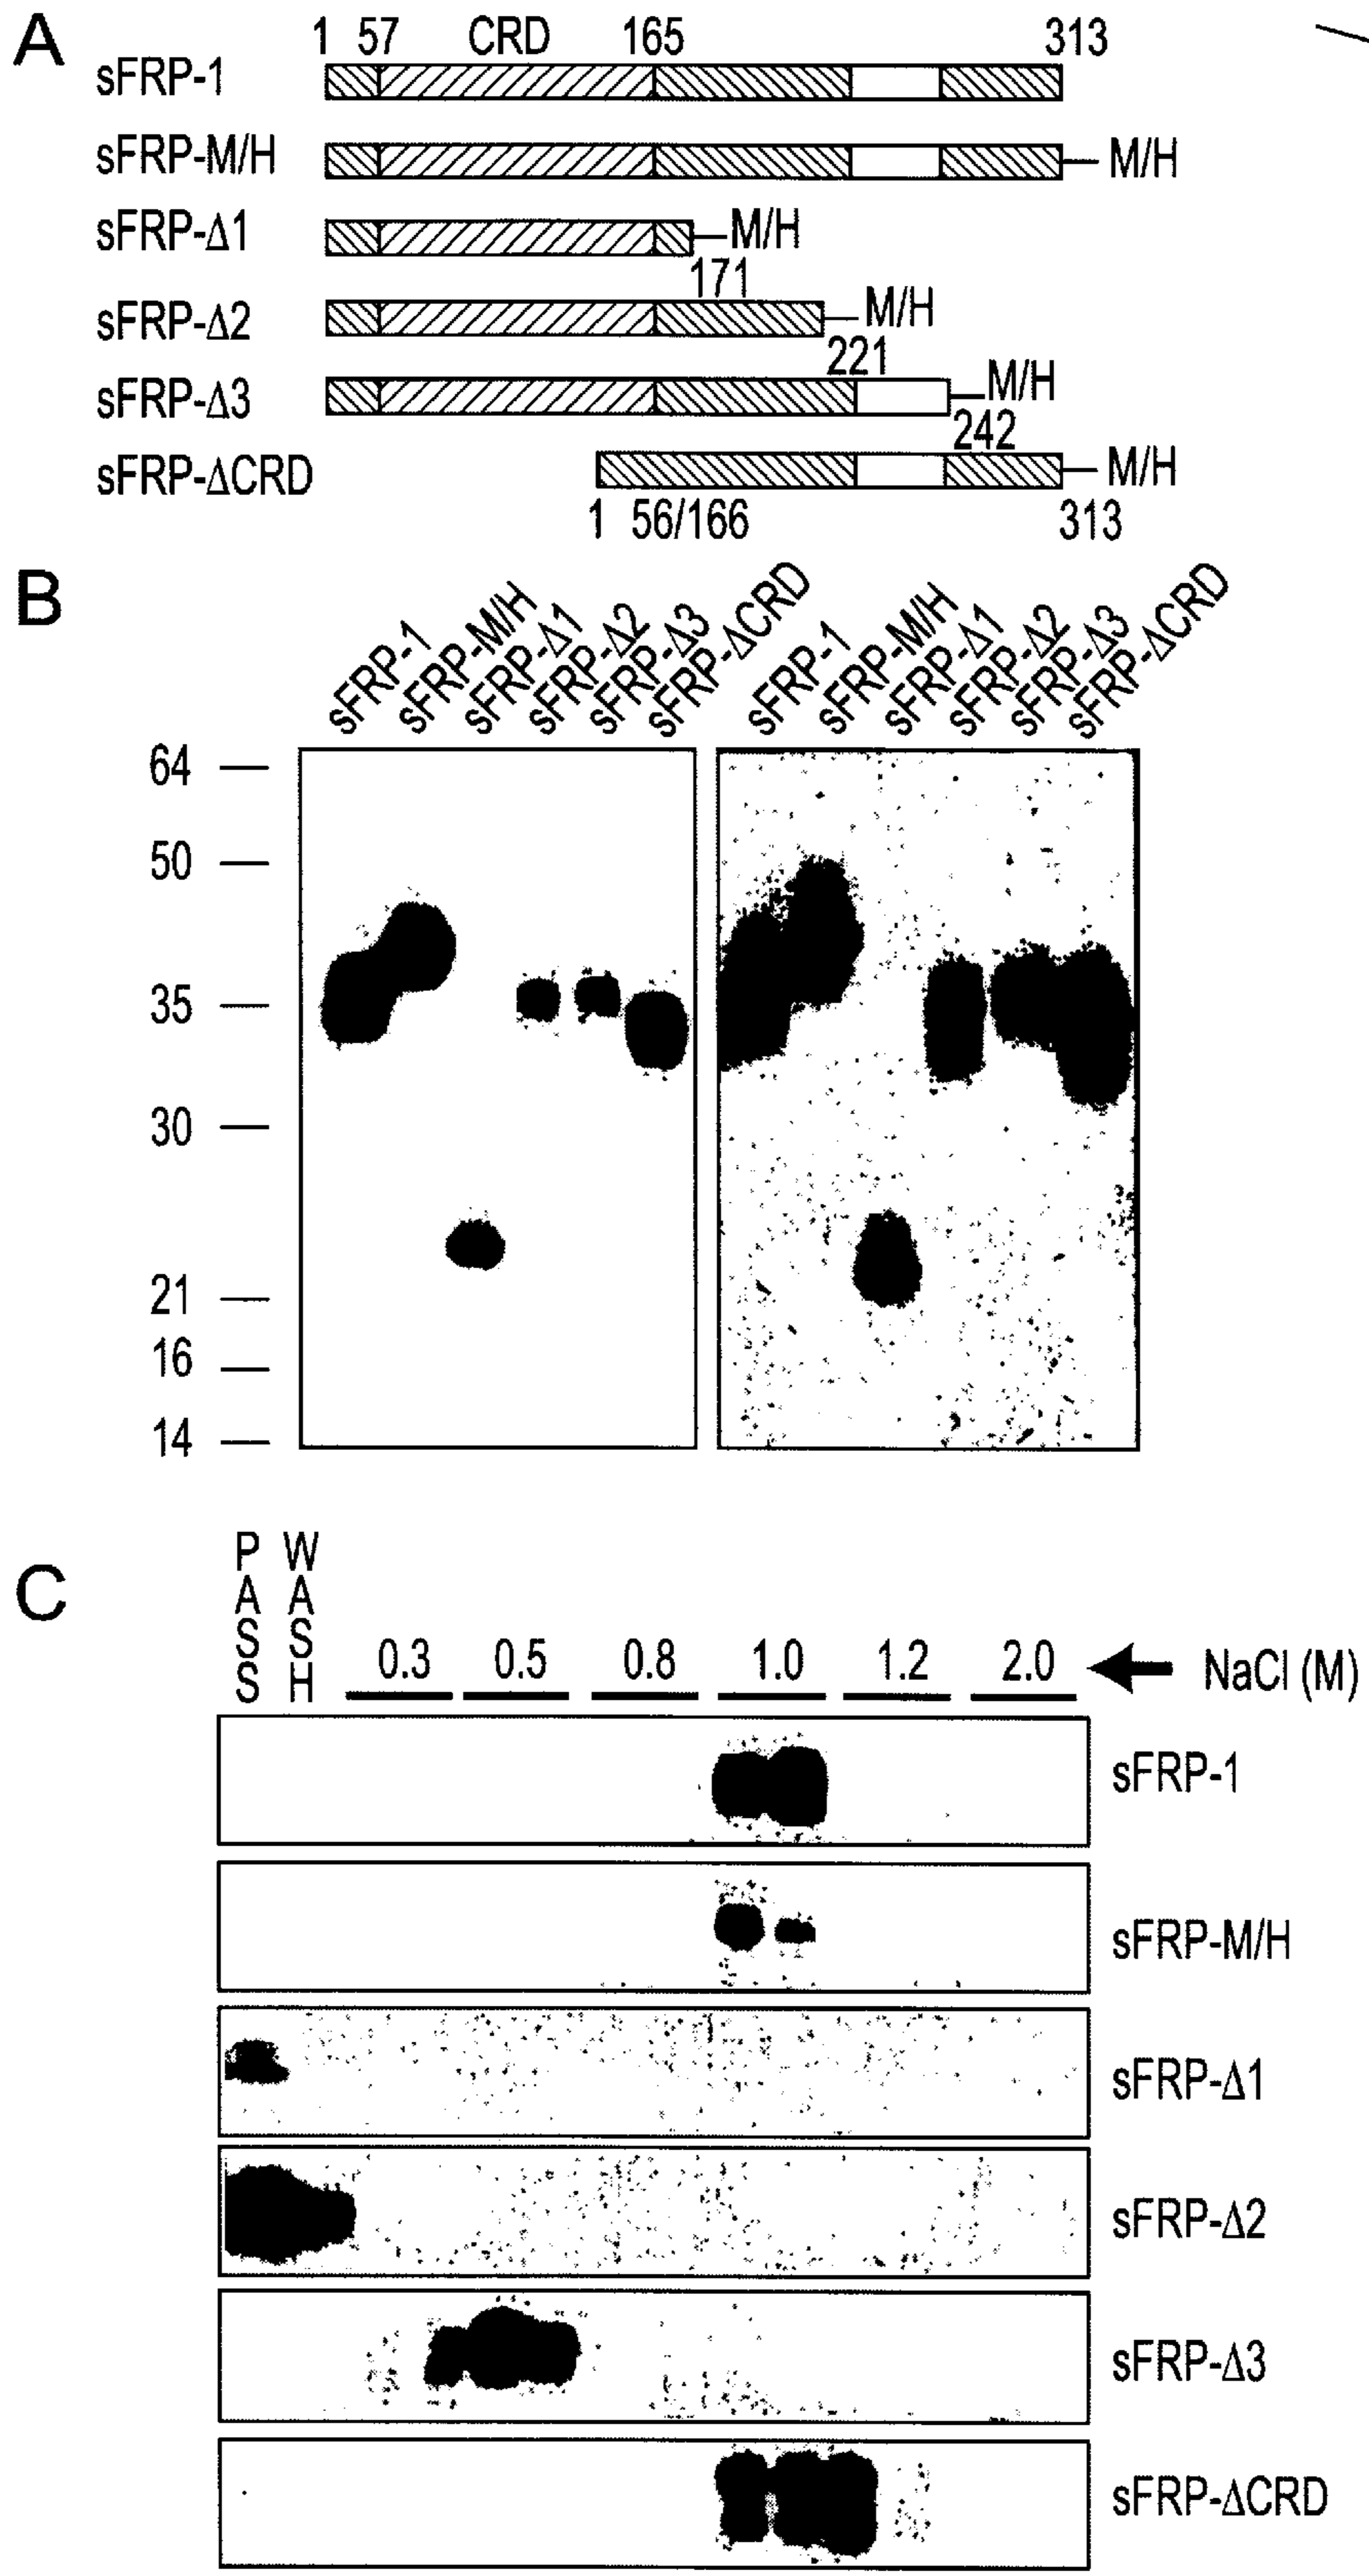 A
1 57 CRD 165 313
sFRP-1
sFRP-M/H M/H
sFRP-Δ1 M/H
171
sFRP-Δ2 M/H
221
sFRP-Δ3 M/H
242
sFRP-ΔCRD M/H
1 56/166 313
B
sFRP-1 sFRP-M/H sFRP-Δ1 sFRP-Δ2 sFRP-Δ3 sFRP-ΔCRD sFRP-1 sFRP-M/H sFRP-Δ1 sFRP-Δ2 sFRP-Δ3 sFRP-ΔCRD
64
50
35
30
21
16
14
C
PASS WASH 0.3 0.5 0.8 1.0 1.2 2.0 NaCl (M)
sFRP-1
sFRP-M/H
sFRP-Δ1
sFRP-Δ2
sFRP-Δ3
sFRP-ΔCRD